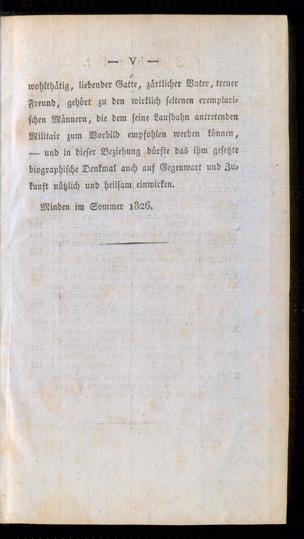 — V —
wohlthätig, liebender Gatte, zärtlicher Vater, treuer
Freund, gehört zu den wirklich seltenen exemplari-
schen Männern, die dem seine Laufbahn antretenden
Militair zum Vorbild empfohlen werden können,
— und in dieser Beziehung dürfte das ihm gesetzte
biographische Denkmal auch auf Gegenwart und Zu-
kunft nützlich und heilsam einwirken.
Minden im Sommer 1826.